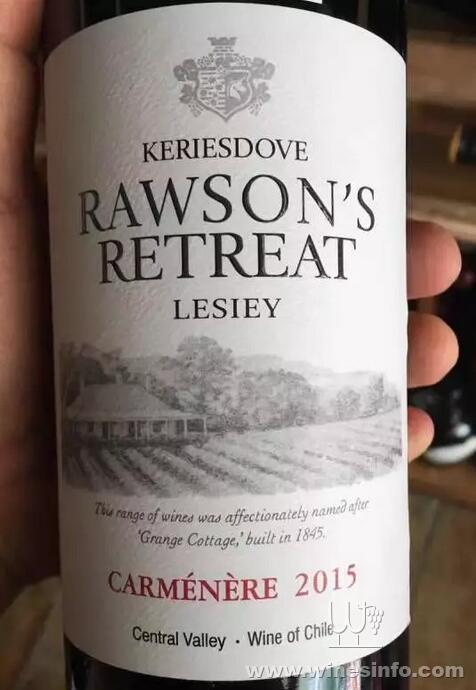 KERIESDOVE
RAWSON'S
RETREAT
LESIEY
This range of wines was affectionately named after
'Grange Cottage,' built in 1845.
CARMÉNÈRE 2015
Central Valley · Wine of Chile
www.winesinfo.com